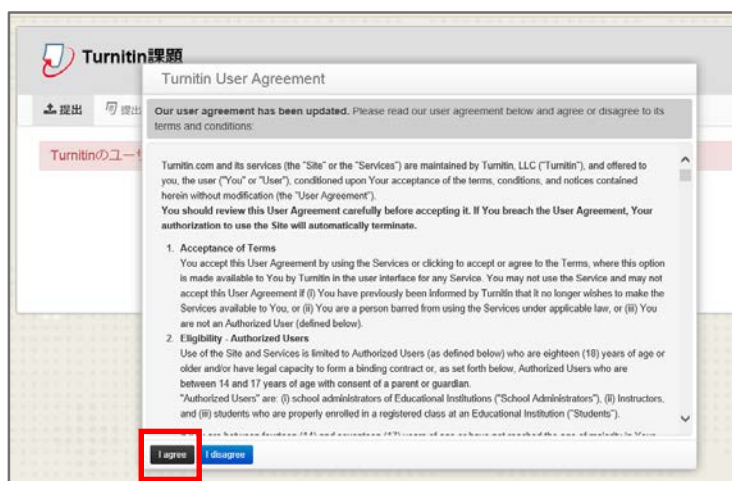 Turnitin課題
Turnitin User Agreement
提出
提出
Our user agreement has been updated. Please read our user agreement below and agree or disagree to its
terms and conditions:
Turnitinのユーザ
Turnitin.com and its services (the "Site" or the "Services") are maintained by Turnitin, LLC ("Turnitin"), and offered to
you, the user ("You" or "User"), conditioned upon Your acceptance of the terms, conditions, and notices contained
herein without modification (the "User Agreement").
You should review this User Agreement carefully before accepting it. If You breach the User Agreement, Your
authorization to use the Site will automatically terminate.
1. Acceptance of Terms
You accept this User Agreement by using the Services or clicking to accept or agree to the Terms, where this option
is made available to You by Turnitin in the user interface for any Service. You may not use the Service and may not
accept this User Agreement if (I) You have previously been informed by Turnitin that it no longer wishes to make the
Services available to You, or (II) You are a person barred from using the Services under applicable law, or (III) You
are not an Authorized User (defined below).
2. Eligibility - Authorized Users
Use of the Site and Services is limited to Authorized Users (as defined below) who are eighteen (18) years of age or
older and/or have legal capacity to form a binding contract or, as set forth below, Authorized Users who are
between 14 and 17 years of age with consent of a parent or guardian.
"Authorized Users" are: (i) school administrators of Educational Institutions ("School Administrators"), (ii) Instructors,
and (iii) students who are properly enrolled in a registered class at an Educational Institution ("Students").
I agree
I disagree